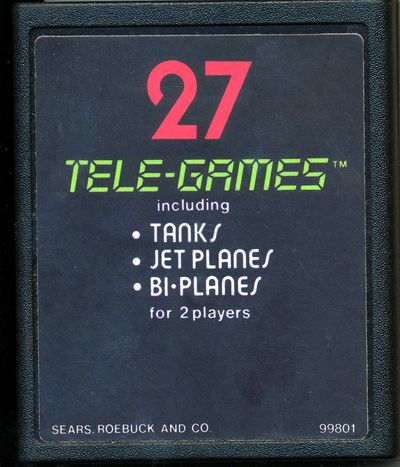 27
TELE-GAMES™
including
• TANKS
• JET PLANES
• BI•PLANES
for 2 players
SEARS, ROEBUCK AND CO. 99801